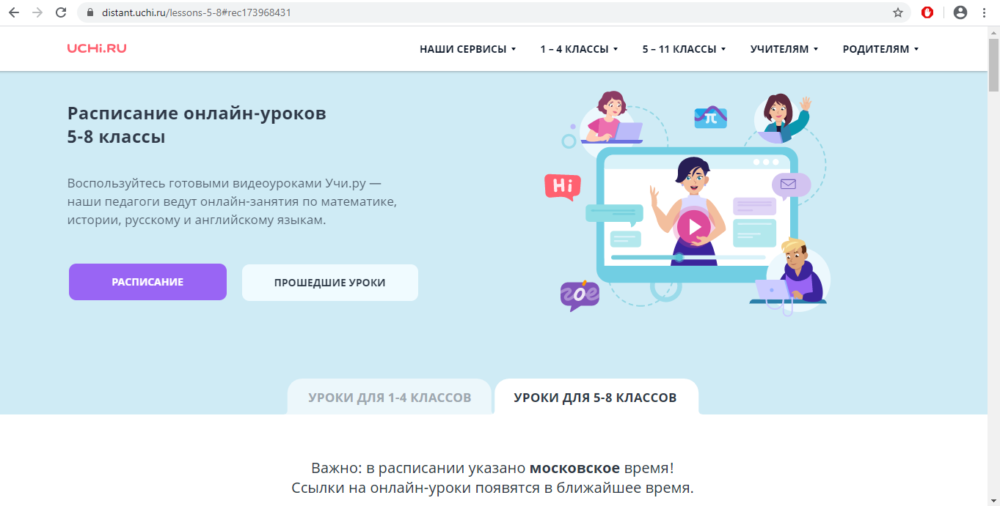 distant.uchi.ru/lessons-5-8#rec173968431
UCHi.RU
НАШИ СЕРВИСЫ
1 – 4 КЛАССЫ
5 – 11 КЛАССЫ
УЧИТЕЛЯМ
РОДИТЕЛЯМ
Расписание онлайн-уроков
5-8 классы
Воспользуйтесь готовыми видеоуроками Учи.ру —
наши педагоги ведут онлайн-занятия по математике,
истории, русскому и английскому языкам.
РАСПИСАНИЕ
ПРОШЕДШИЕ УРОКИ
π
Hi
УРОКИ ДЛЯ 1-4 КЛАССОВ
УРОКИ ДЛЯ 5-8 КЛАССОВ
Важно: в расписании указано московское время!
Ссылки на онлайн-уроки появятся в ближайшее время.